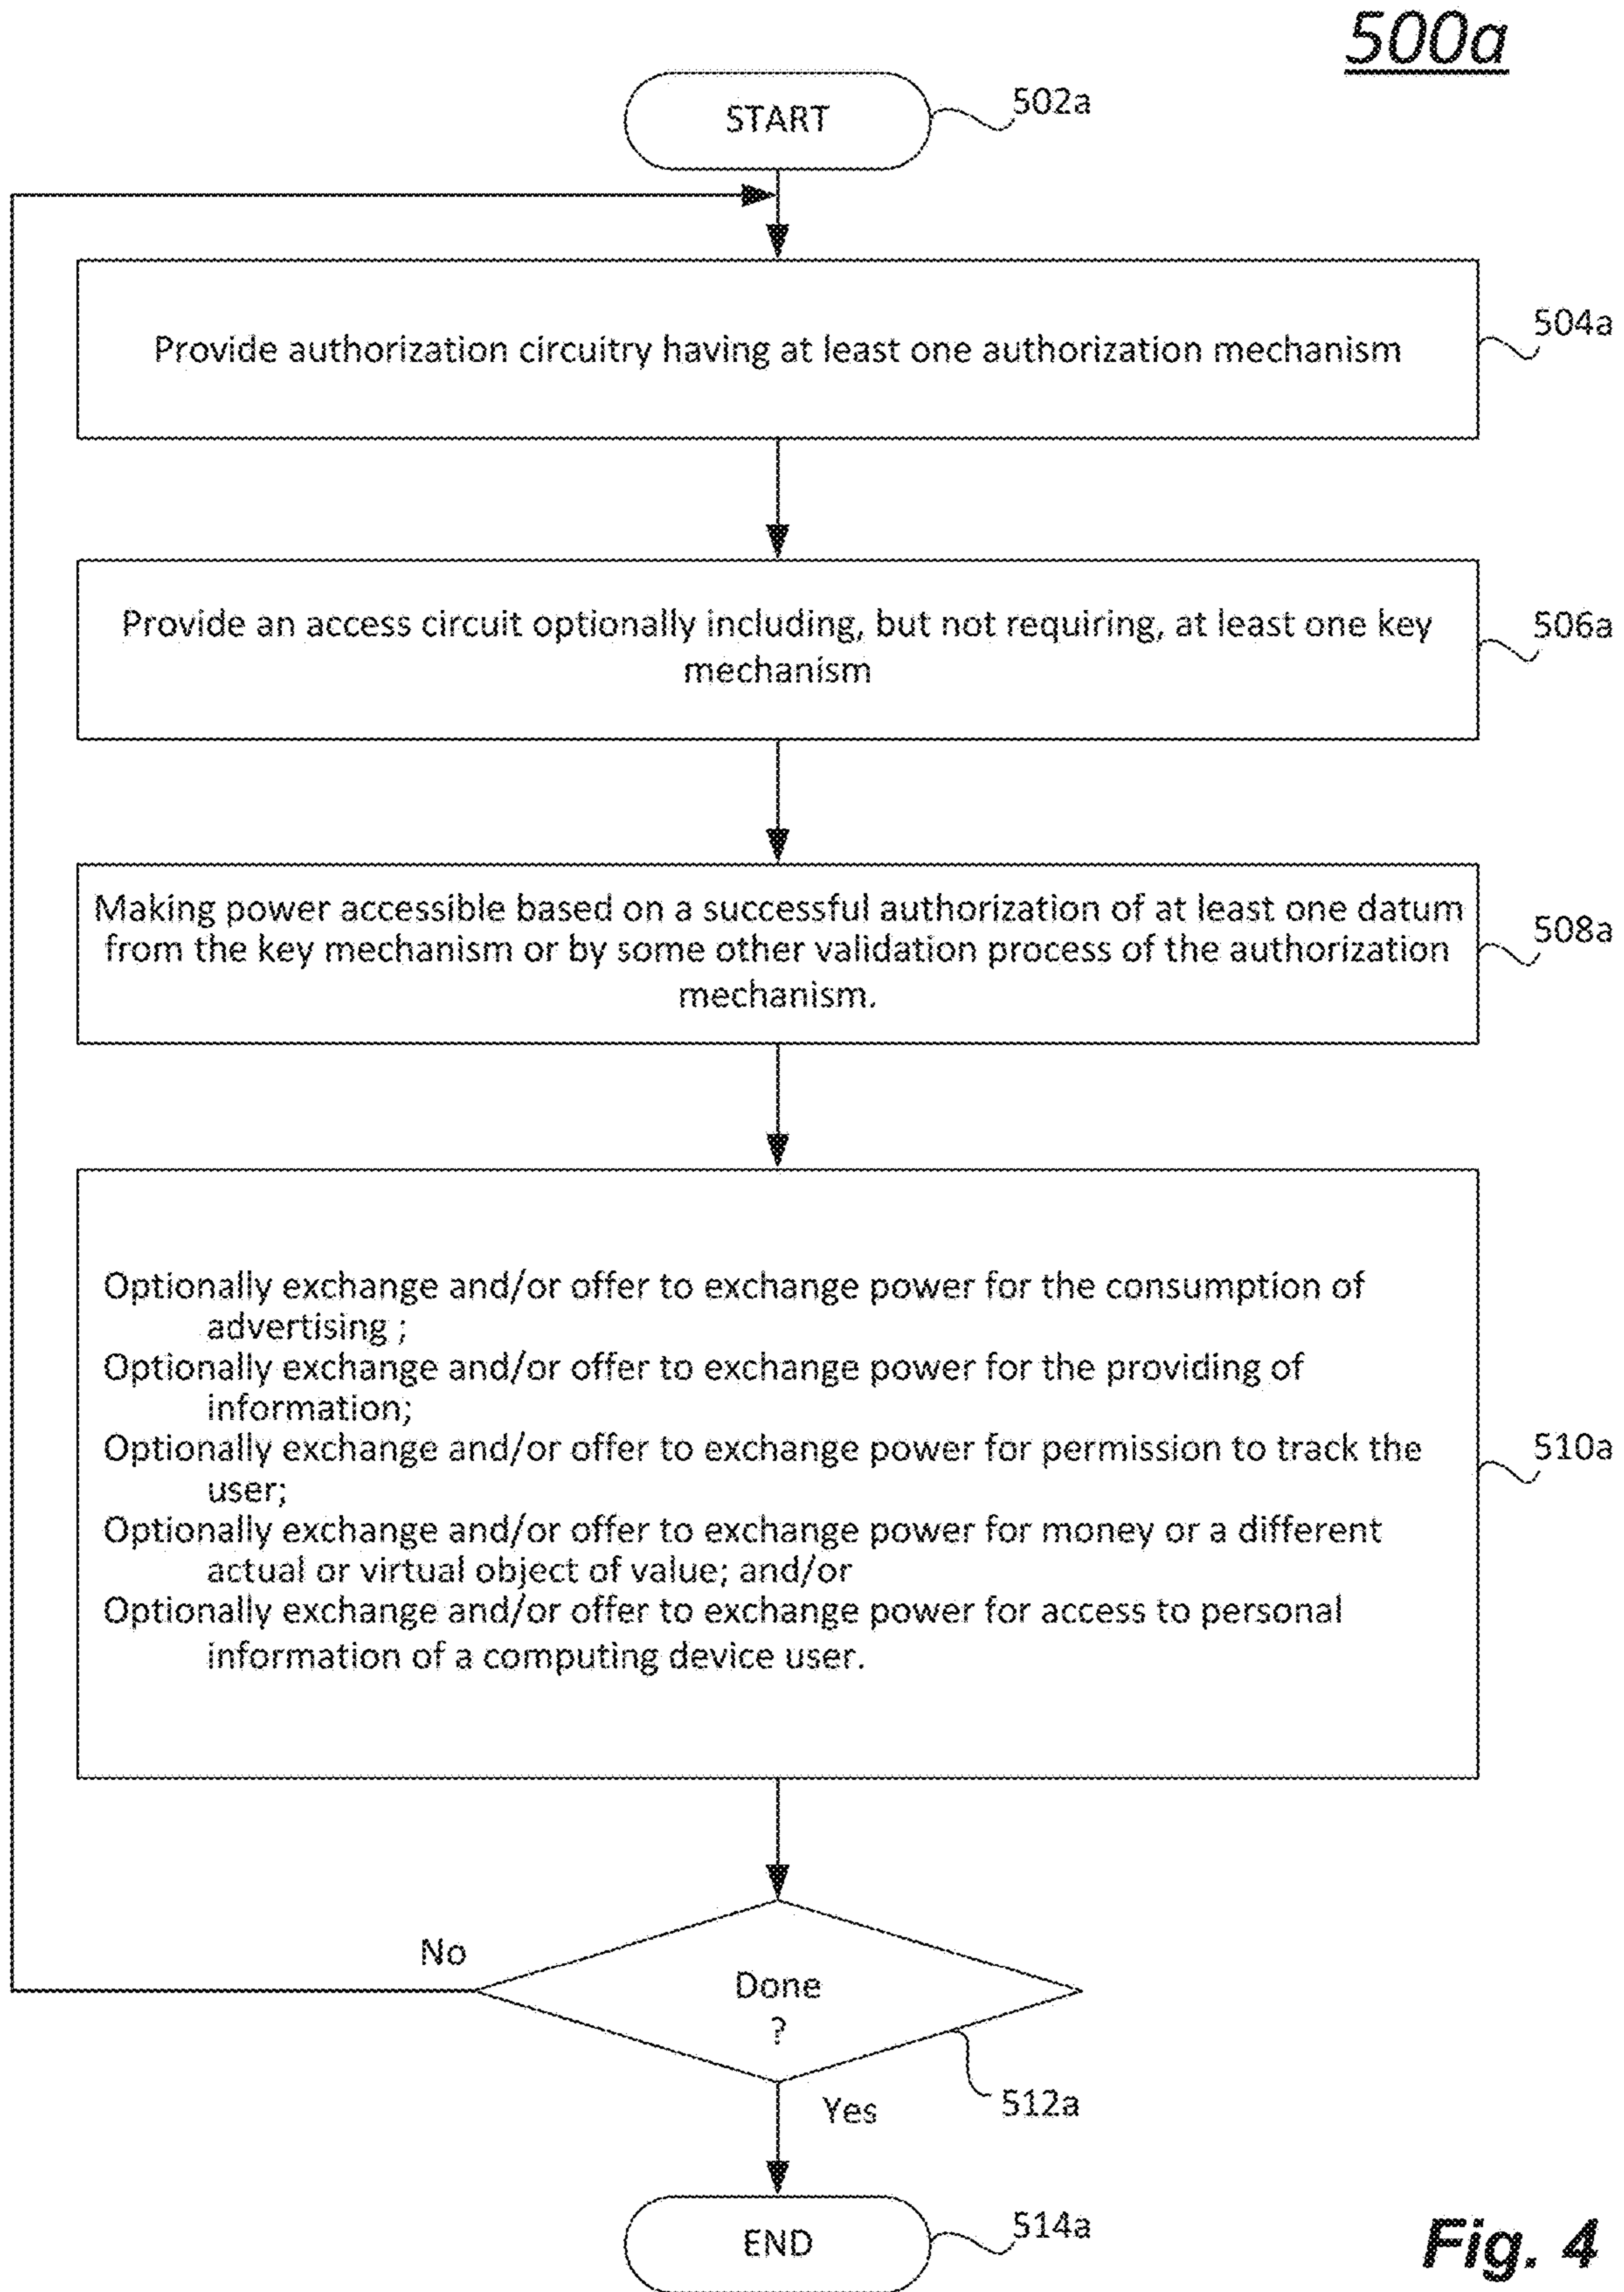 500a
START
502a
Provide authorization circuitry having at least one authorization mechanism
504a
Provide an access circuit optionally including, but not requiring, at least one key
mechanism
506a
Making power accessible based on a successful authorization of at least one datum
from the key mechanism or by some other validation process of the authorization
mechanism.
508a
Optionally exchange and/or offer to exchange power for the consumption of
advertising ;
Optionally exchange and/or offer to exchange power for the providing of
information;
Optionally exchange and/or offer to exchange power for permission to track the
user;
Optionally exchange and/or offer to exchange power for money or a different
actual or virtual object of value; and/or
Optionally exchange and/or offer to exchange power for access to personal
information of a computing device user.
510a
No
Done
?
512a
Yes
END
514a
Fig. 4